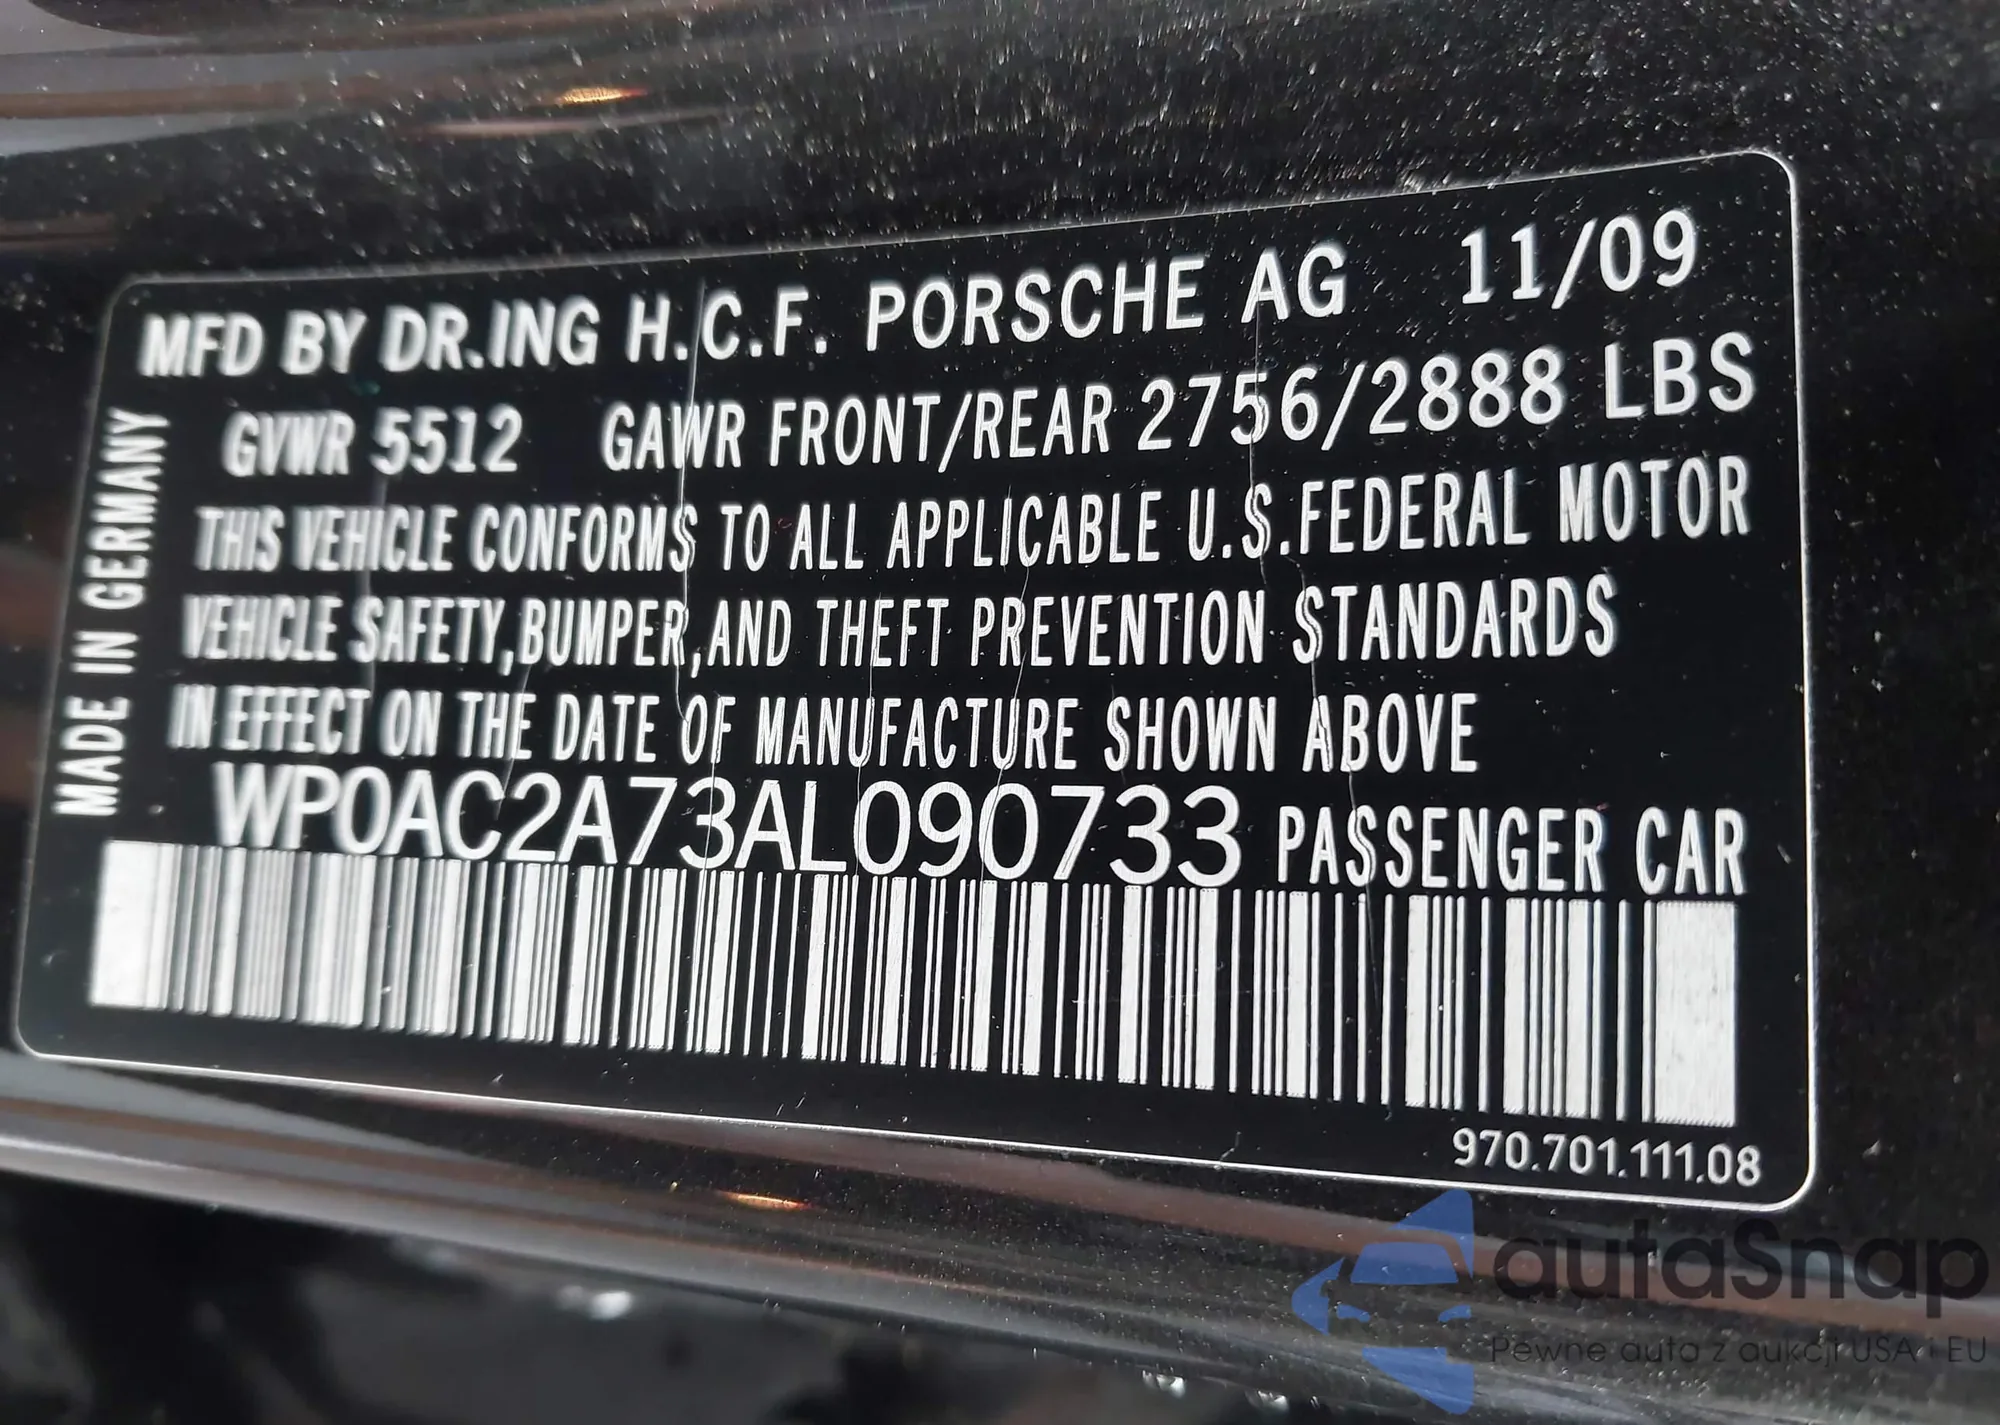 MFD BY DR.ING H.C.F. PORSCHE AG 11/09
GVWR 5512 GAWR FRONT/REAR 2756/2888 LBS
THIS VEHICLE CONFORMS TO ALL APPLICABLE U.S.FEDERAL MOTOR
VEHICLE SAFETY,BUMPER,AND THEFT PREVENTION STANDARDS
IN EFFECT ON THE DATE OF MANUFACTURE SHOWN ABOVE
WP0AC2A73AL090733 PASSENGER CAR
MADE IN GERMANY
970.701.111.08
autaSnap
Pewne auta z aukcji USA i EU